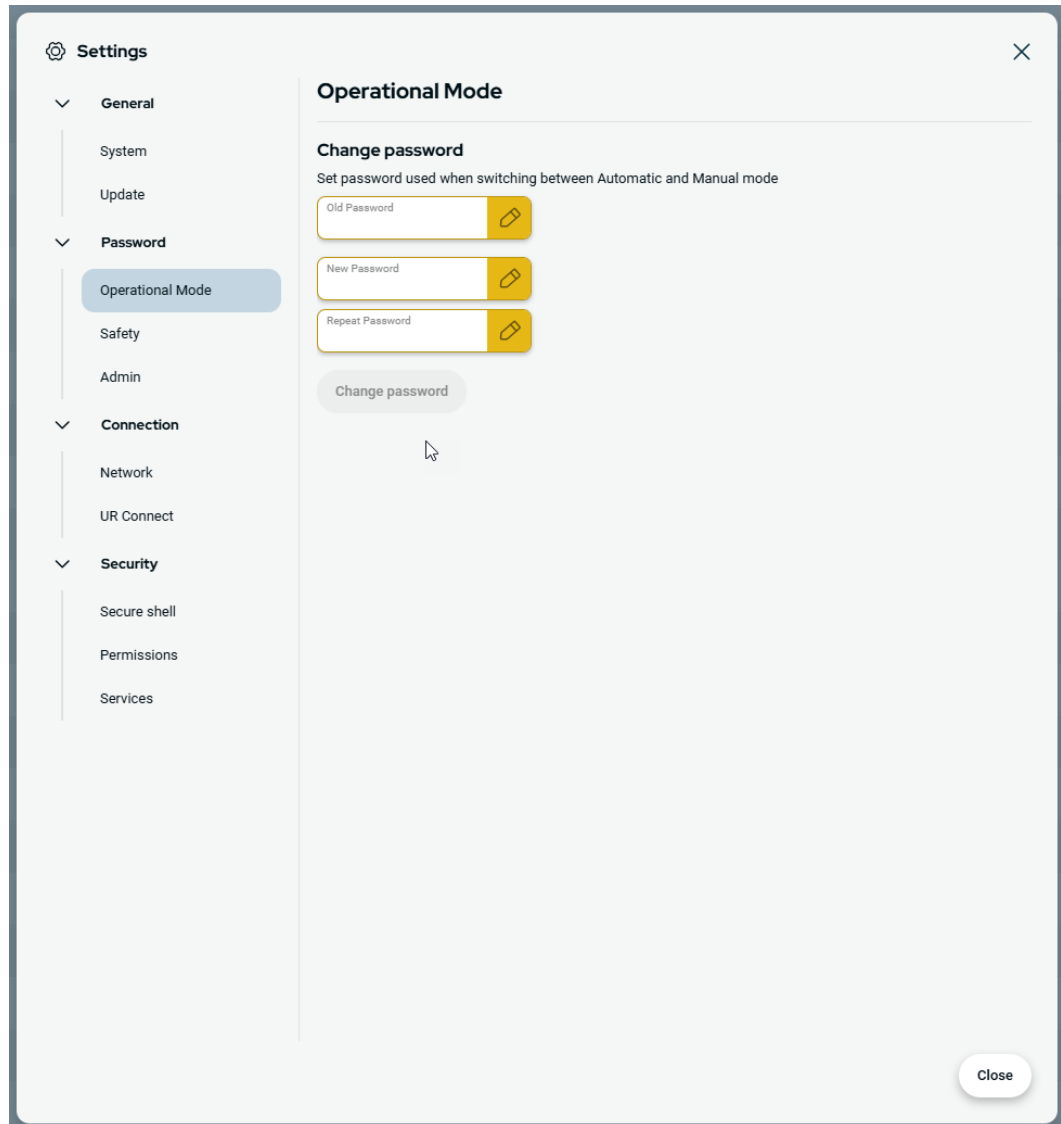 Settings
General
System
Update
Password
Operational Mode
Safety
Admin
Connection
Network
UR Connect
Security
Secure shell
Permissions
Services
Operational Mode
Change password
Set password used when switching between Automatic and Manual mode
Old Password
New Password
Repeat Password
Change password
Close